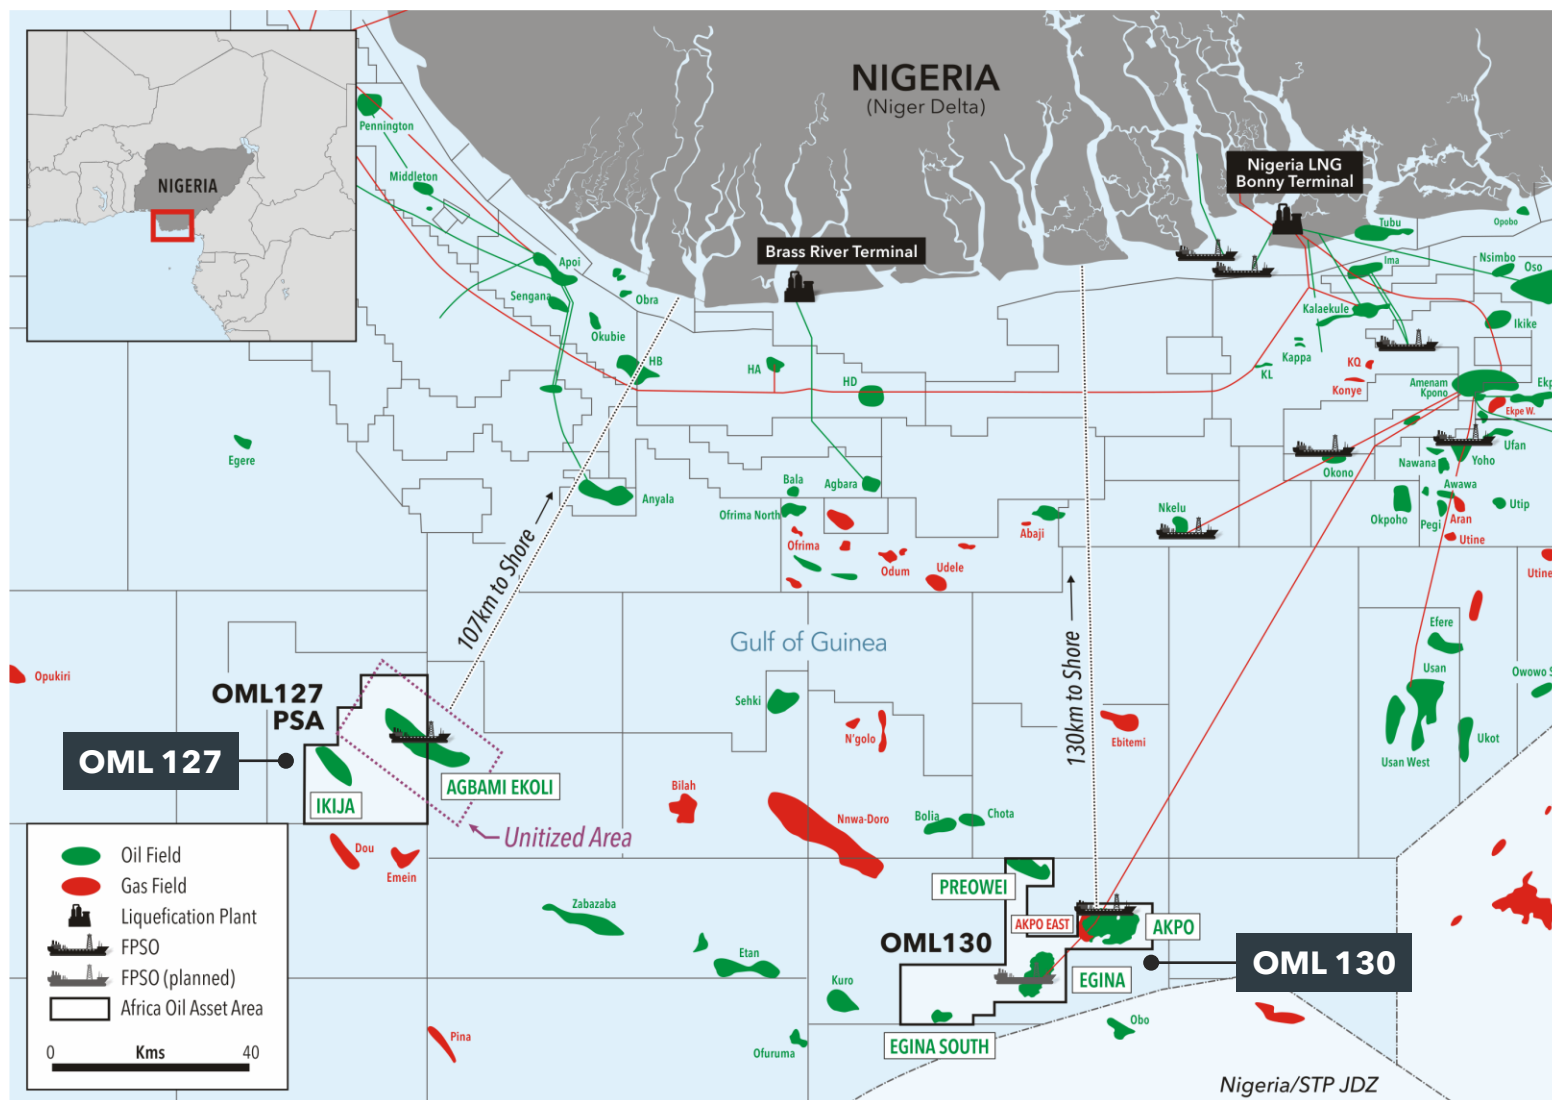 NIGERIA
(Niger Delta)
NIGERIA
Pennington
Middleton
Nigeria LNG
Bonny Terminal
Tubu
Opobo
Brass River Terminal
Apoi
Ima
Nsimbo
Oso
Sengana
Obra
Kalaekule
Ikike
Okubie
Kappa
HB
HA
HD
KL
KQ
Konye
Amenam
Kpono
Ekp
Ekpe W.
Egere
Ufan
Anyala
Bala
Agbara
Okono
Nawana
Yoho
Awawa
Ofrima North
Nkelu
Okpoho
Pegi
Aran
Utip
Ofrima
Abaji
Utine
Odum
Udele
Utine
107km to Shore
130km to Shore
Gulf of Guinea
Efere
Opukiri
Usan
Owowo S
OML127
PSA
Sehki
N'golo
Ebitemi
Ukot
Usan West
OML 127
AGBAMI EKOLI
IKIJA
Bilah
Unitized Area
Nnwa-Doro
Bolia
Chota
Dou
Emein
Oil Field
Gas Field
Liquefication Plant
FPSO
FPSO (planned)
Africa Oil Asset Area
0
Kms
40
PREOWEI
Zabazaba
AKPO EAST
AKPO
OML130
Etan
OML 130
EGINA
Kuro
Pina
Ofuruma
EGINA SOUTH
Obo
Nigeria/STP JDZ